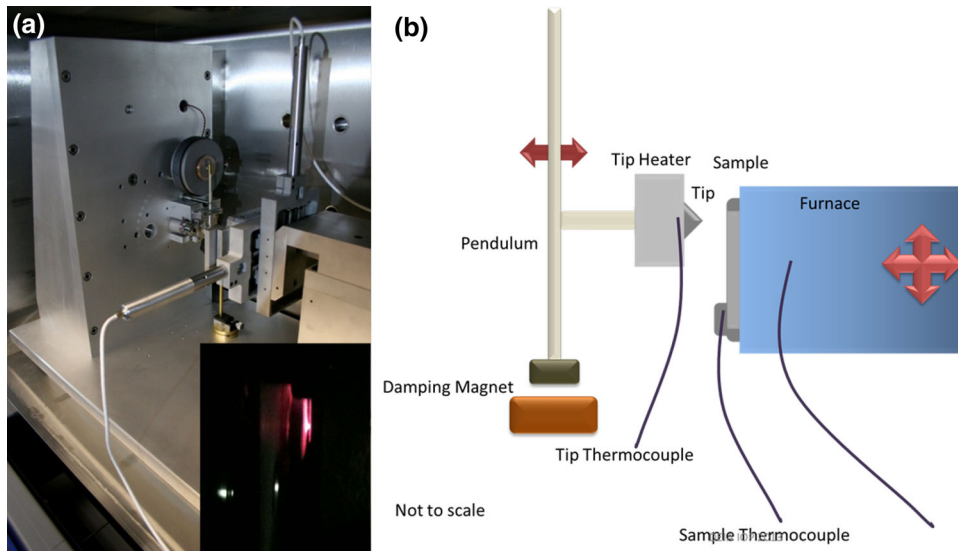 (a)
(b)
Tip Heater
Sample
Tip
Furnace
Pendulum
Damping Magnet
Tip Thermocouple
Not to scale
Sample Thermocouple